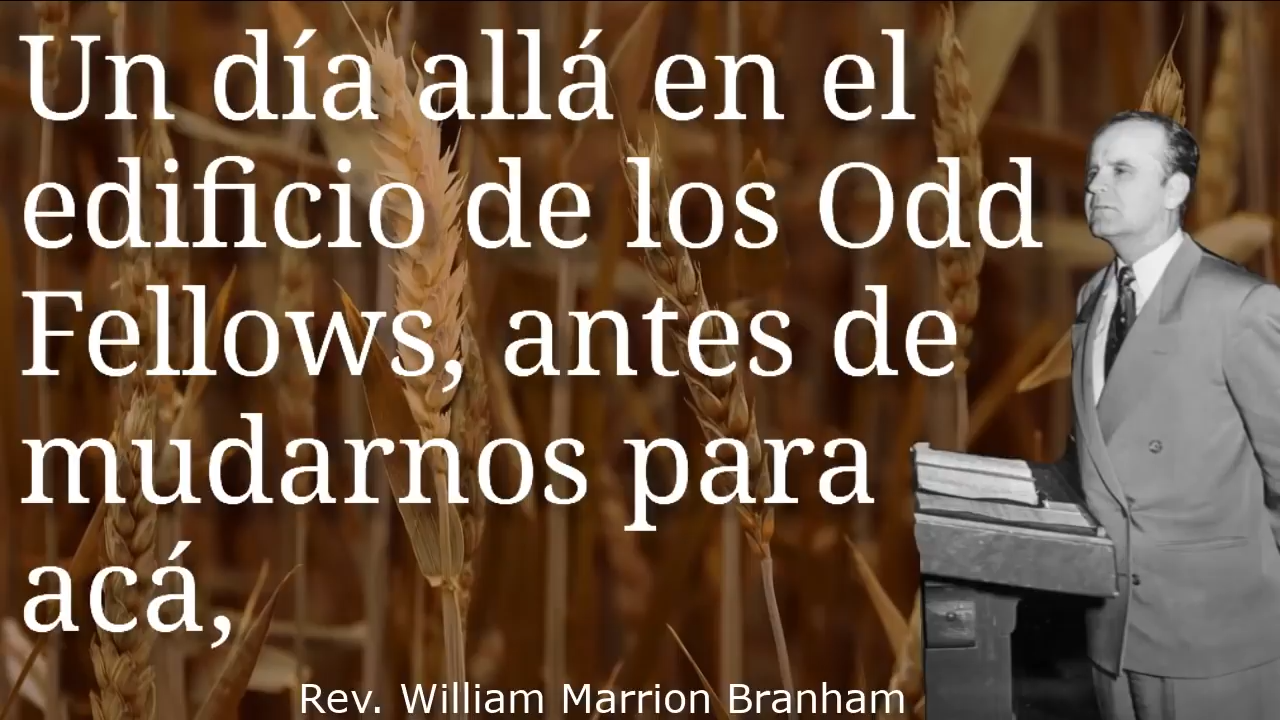 Un día allá en el
edificio de los Odd
Fellows, antes de
mudarnos para
acá,
Rev. William Marrion Branham